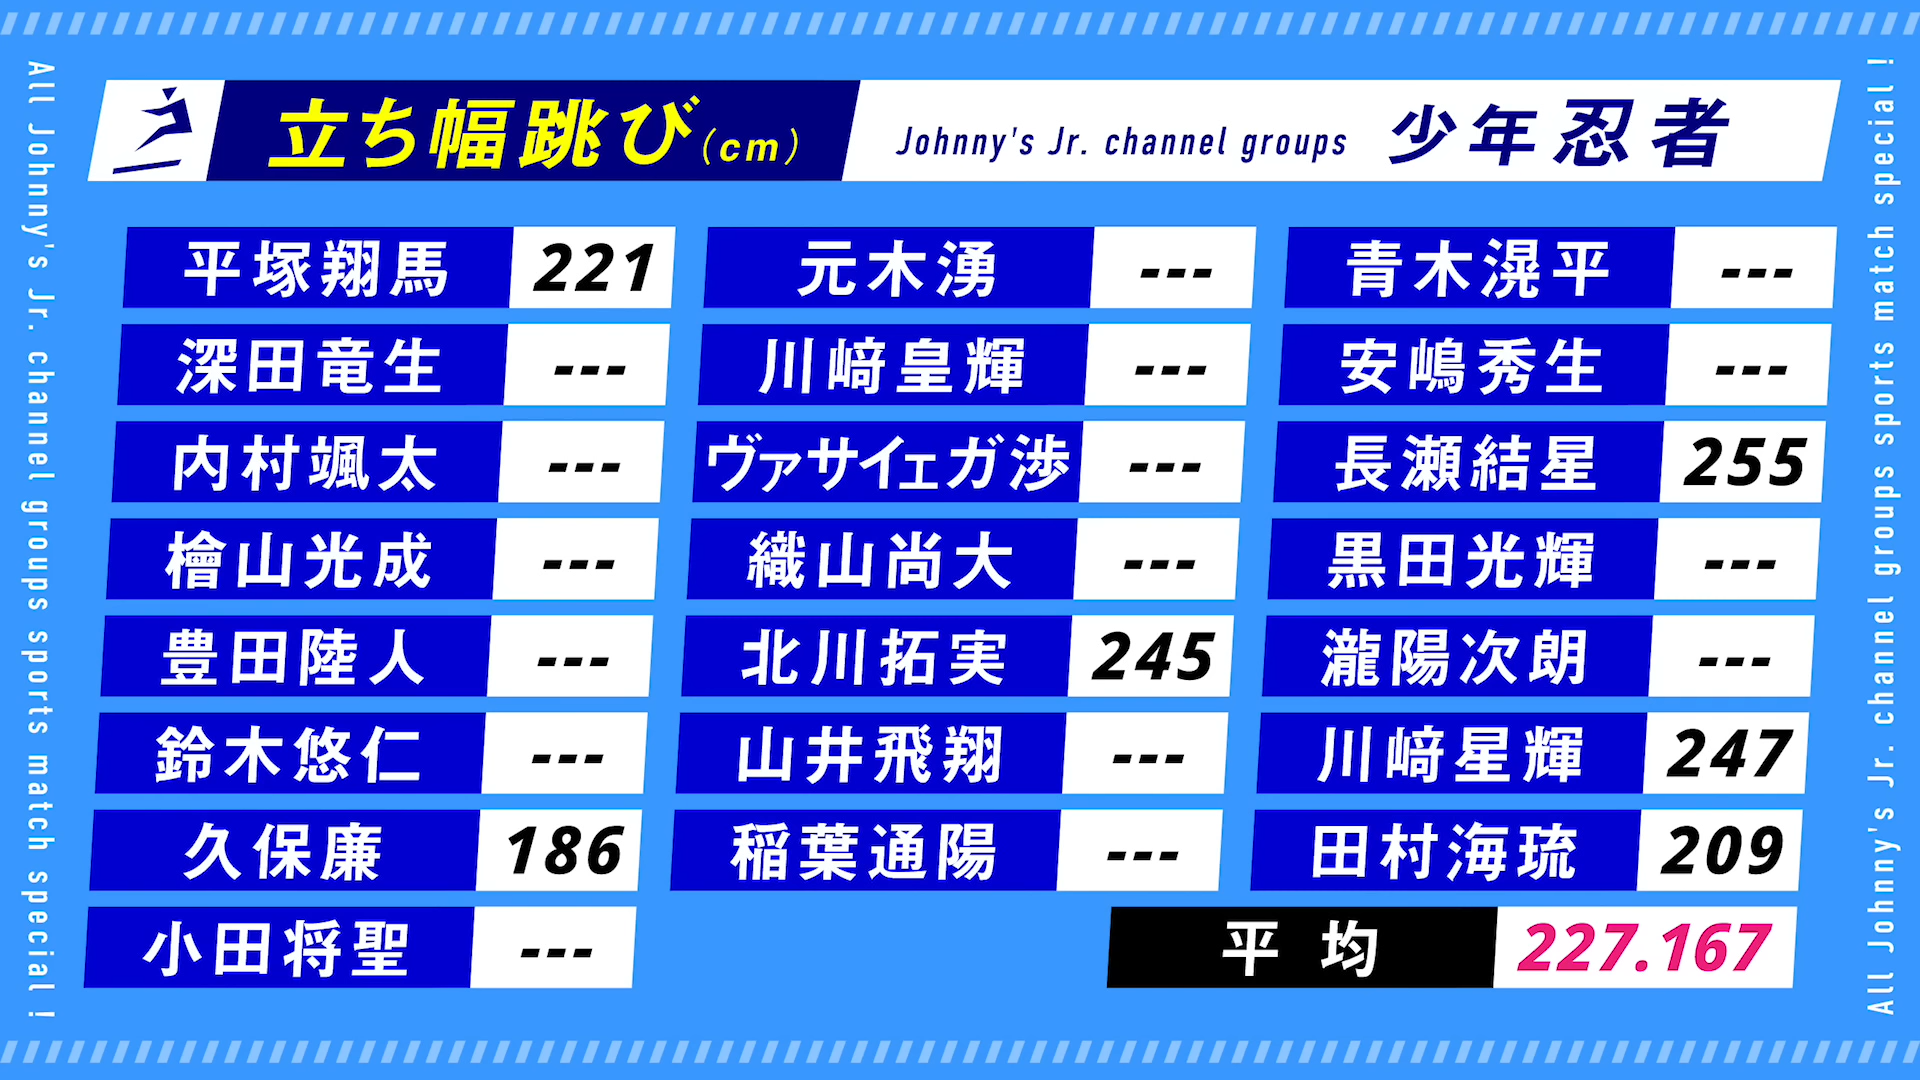 立ち幅跳び(cm) Johnny's Jr. channel groups 少年忍者
平塚翔馬 221 元木湧 --- 青木滉平 ---
深田竜生 --- 川﨑皇輝 --- 安嶋秀生 ---
内村颯太 --- ヴァサイェガ渉 --- 長瀬結星 255
檜山光成 --- 織山尚大 --- 黒田光輝 ---
豊田陸人 --- 北川拓実 245 瀧陽次朗 ---
鈴木悠仁 --- 山井飛翔 --- 川﨑星輝 247
久保廉 186 稲葉通陽 --- 田村海琉 209
小田将聖 --- 平均 227.167
All Johnny's Jr. channel groups sports match special !
All Johnny's Jr. channel groups sports match special !